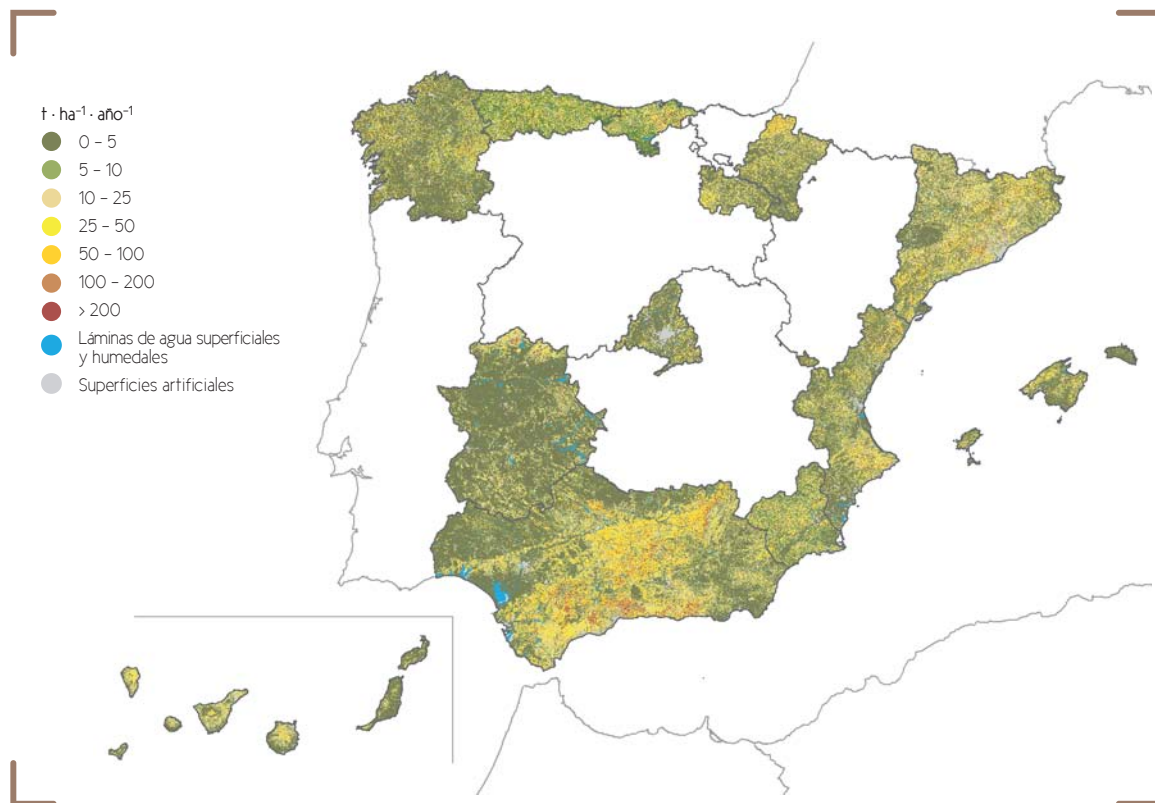 t · ha⁻¹ · año⁻¹
0 - 5
5 - 10
10 - 25
25 - 50
50 - 100
100 - 200
> 200
Láminas de agua superficiales
y humedales
Superficies artificiales